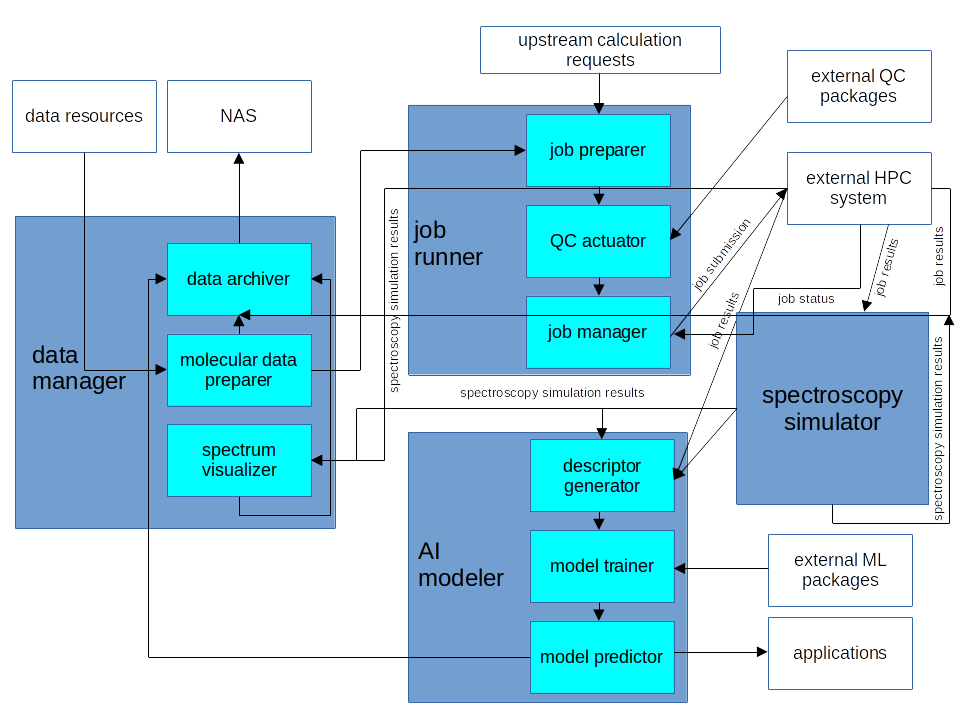 upstream calculation
requests
external QC
packages
data resources
NAS
job preparer
external HPC
system
job
runner
QC actuator
job submission
job results
job results
job results
job status
data archiver
spectroscopy simulation results
job manager
data
manager
molecular data
preparer
spectroscopy
simulator
spectroscopy simulation results
spectroscopy simulation results
spectrum
visualizer
descriptor
generator
AI
modeler
model trainer
external ML
packages
model predictor
applications